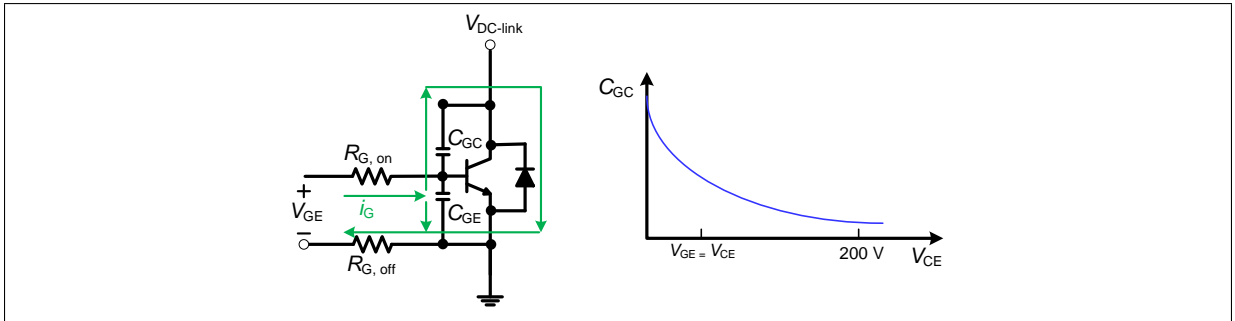 VDC-link
CGC
RG, on
+
VGE
iG
CGE
−
RG, off
CGC
VGE = VCE
200 V
VCE